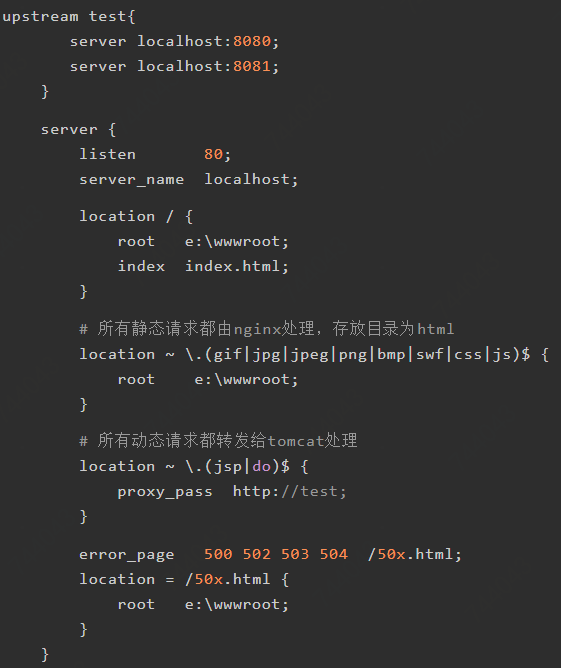 upstream test{
server localhost:8080;
server localhost:8081;
}
server {
listen 80;
server_name localhost;
location / {
root e:\wwwroot;
index index.html;
}
# 所有静态请求都由nginx处理，存放目录为html
location ~ \.(gif|jpg|jpeg|png|bmp|swf|css|js)$ {
root e:\wwwroot;
}
# 所有动态请求都转发给tomcat处理
location ~ \.(jsp|do)$ {
proxy_pass http://test;
}
error_page 500 502 503 504 /50x.html;
location = /50x.html {
root e:\wwwroot;
}
}